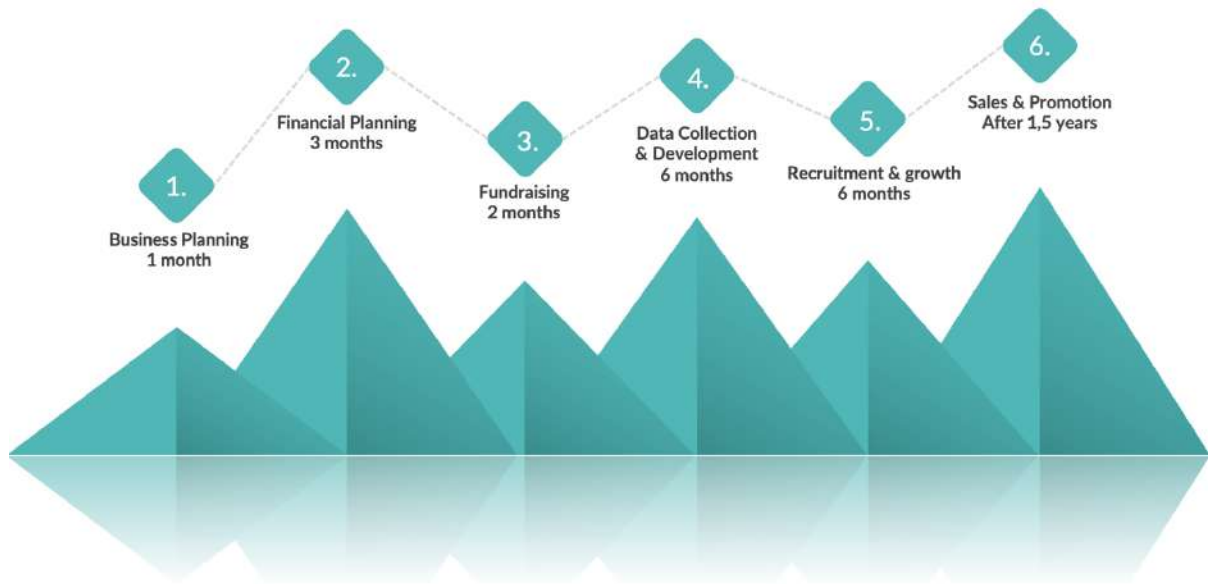 1.
Business Planning
1 month
2.
Financial Planning
3 months
3.
Fundraising
2 months
4.
Data Collection
& Development
6 months
5.
Recruitment & growth
6 months
6.
Sales & Promotion
After 1,5 years